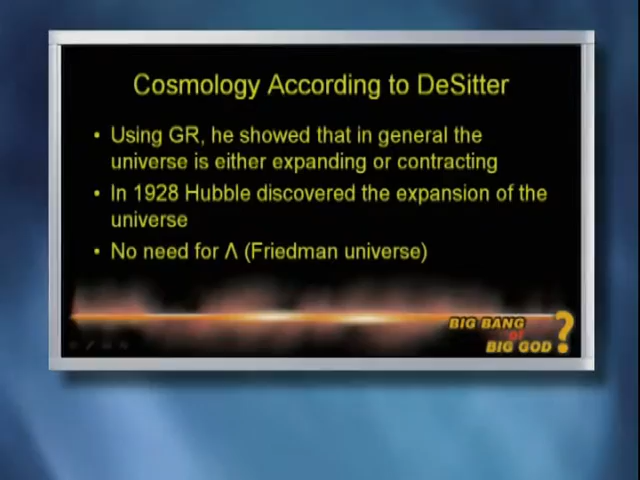 Cosmology According to DeSitter
• Using GR, he showed that in general the
universe is either expanding or contracting
• In 1928 Hubble discovered the expansion of the
universe
• No need for Λ (Friedman universe)
BIG BANG
or
BIG GOD ?